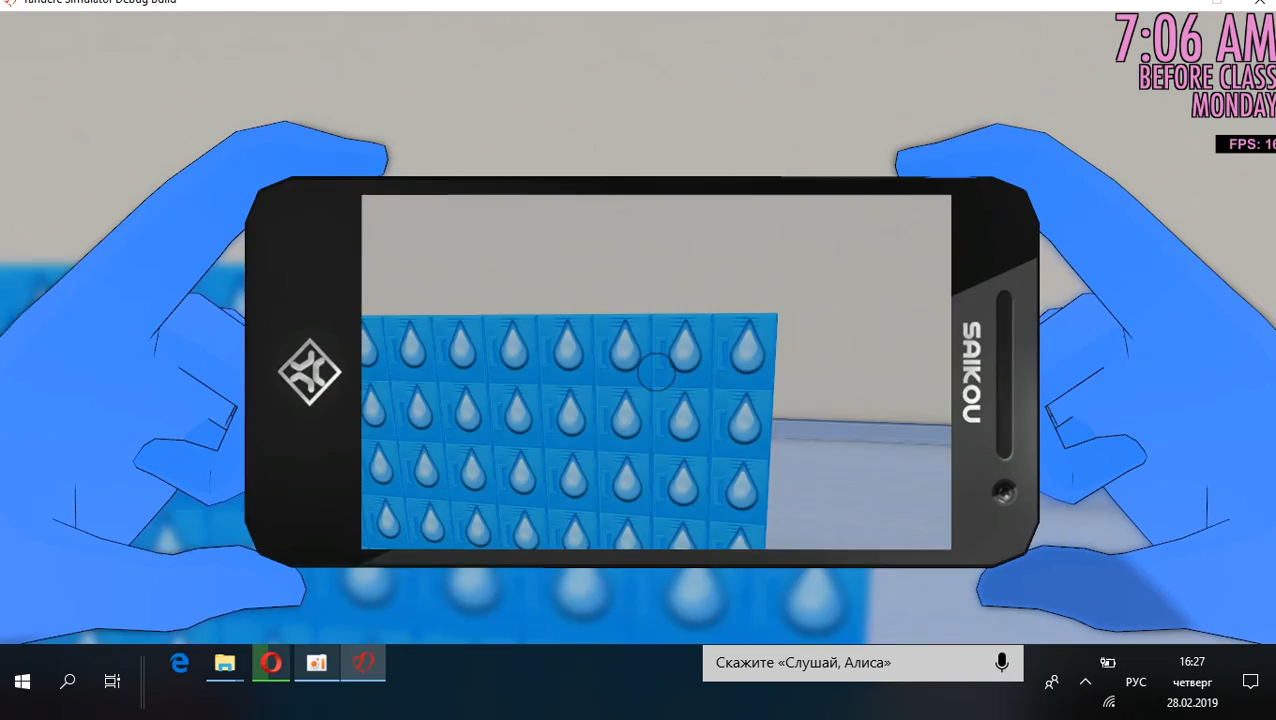 Yandere Simulator Debug Build
7:06 AM
BEFORE CLASS
MONDAY
FPS: 16
SAIKOU
Скажите «Слушай, Алиса»
16:27
РУС
четверг
28.02.2019